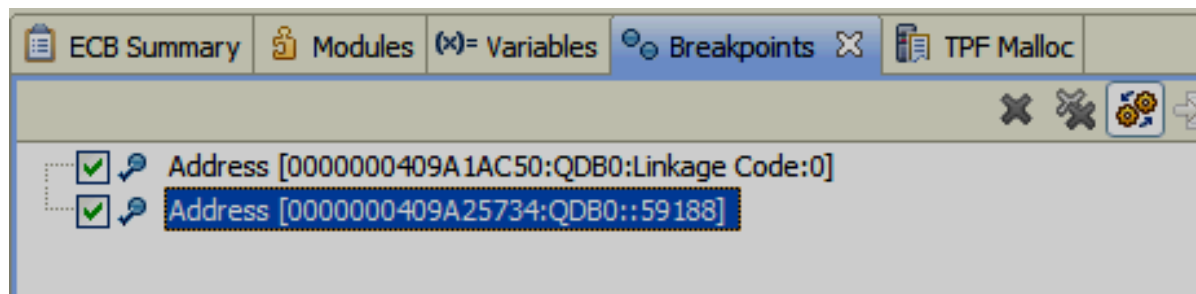 ECB Summary Modules (x)= Variables Breakpoints TPF Malloc
Address [0000000409A1AC50:QDB0:Linkage Code:0]
Address [0000000409A25734:QDB0::59188]